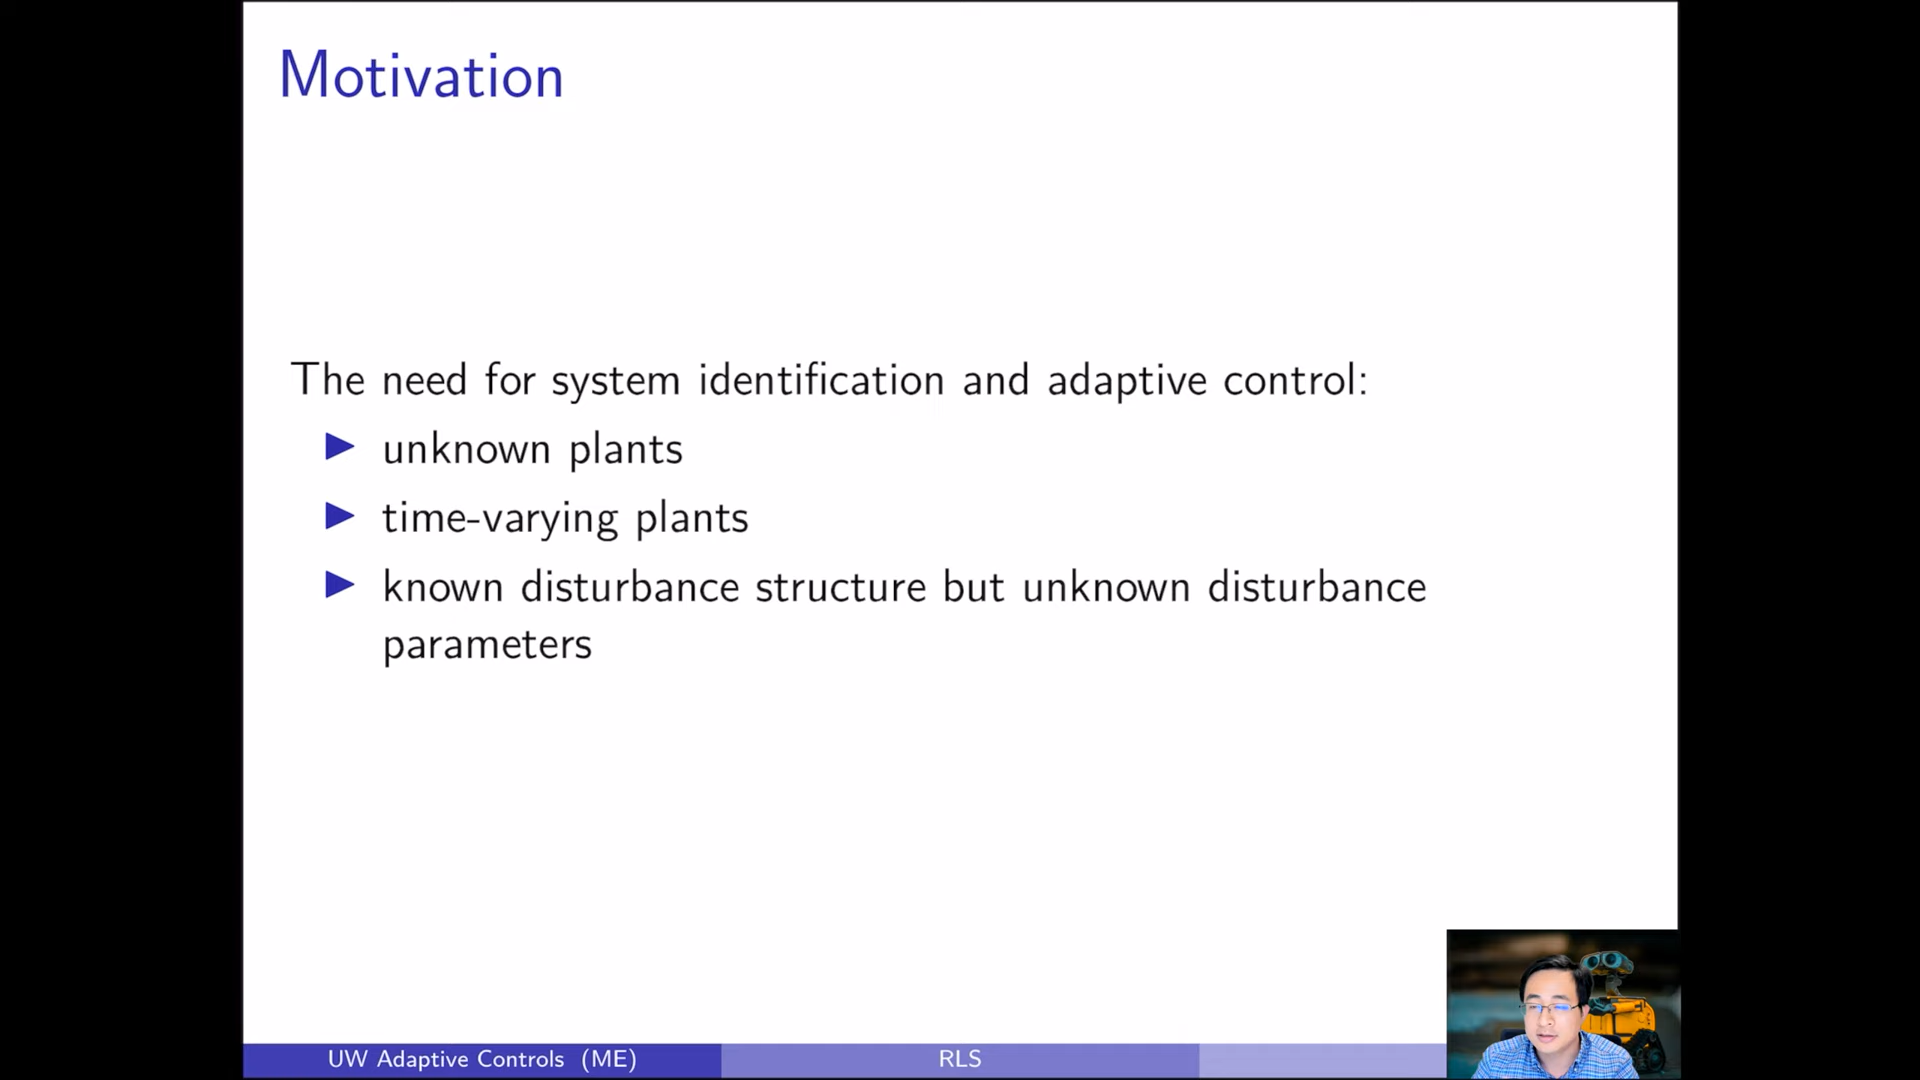 Motivation
The need for system identification and adaptive control:
unknown plants
time-varying plants
known disturbance structure but unknown disturbance
parameters
UW Adaptive Controls (ME)
RLS